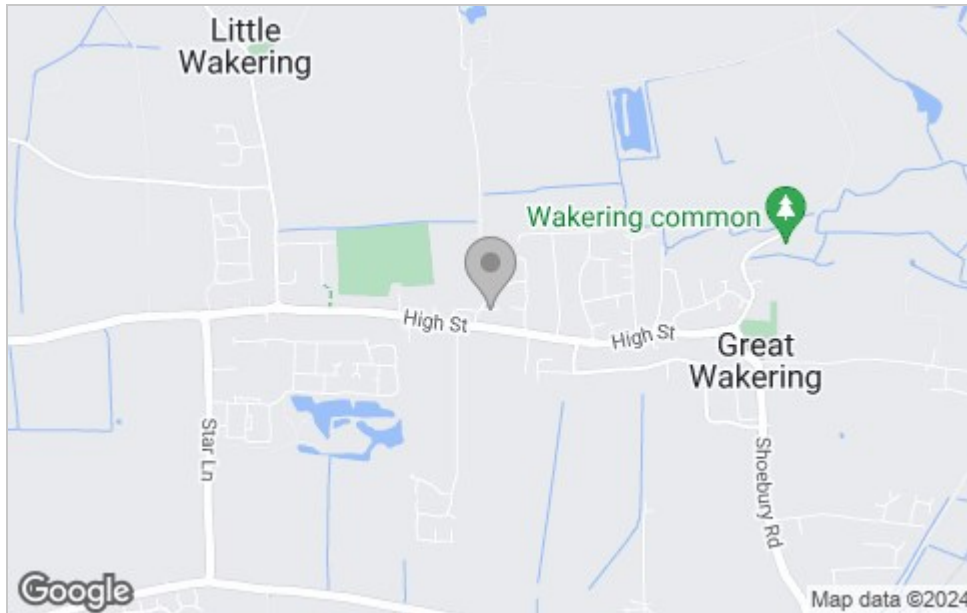 Little
Wakering
Wakering common
High St
High St
Great
Wakering
Star Ln
Shoebury Rd
Google
Map data ©2024